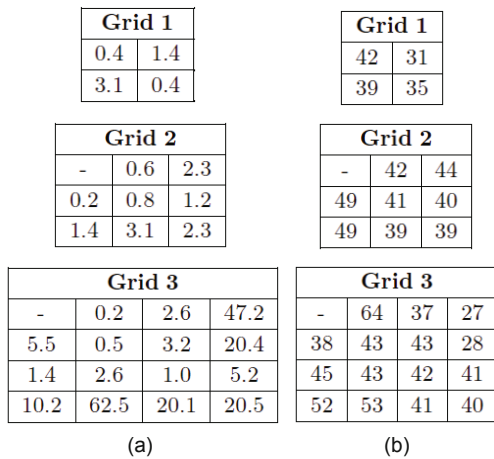 Grid 1
0.4 1.4
3.1 0.4
Grid 2
- 0.6 2.3
0.2 0.8 1.2
1.4 3.1 2.3
Grid 3
- 0.2 2.6 47.2
5.5 0.5 3.2 20.4
1.4 2.6 1.0 5.2
10.2 62.5 20.1 20.5
(a)
Grid 1
42 31
39 35
Grid 2
- 42 44
49 41 40
49 39 39
Grid 3
- 64 37 27
38 43 43 28
45 43 42 41
52 53 41 40
(b)